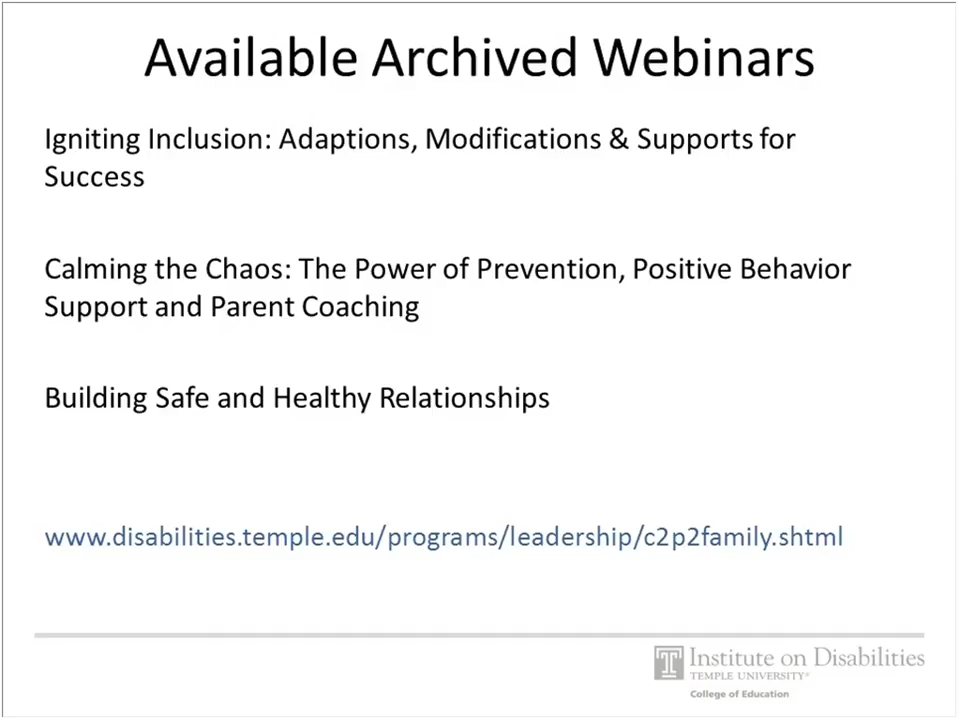 Available Archived Webinars
Igniting Inclusion: Adaptions, Modifications & Supports for
Success
Calming the Chaos: The Power of Prevention, Positive Behavior
Support and Parent Coaching
Building Safe and Healthy Relationships
www.disabilities.temple.edu/programs/leadership/c2p2family.shtml
Institute on Disabilities
TEMPLE UNIVERSITY®
College of Education